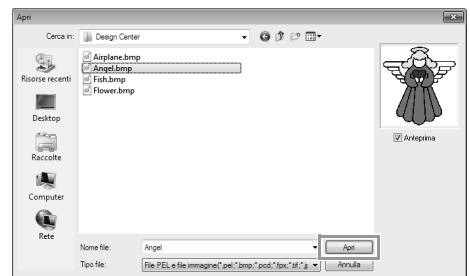 Apri
Cerca in:
Design Center
Airplane.bmp
Angel.bmp
Fish.bmp
Flower.bmp
Risorse recenti
Desktop
Raccolte
Computer
Rete
Anteprima
Nome file:
Angel
Apri
Tipo file:
File PEL e file immagine(*.pel;*.bmp;*.pcd;*.fpx;*.tif;*.g
Annulla